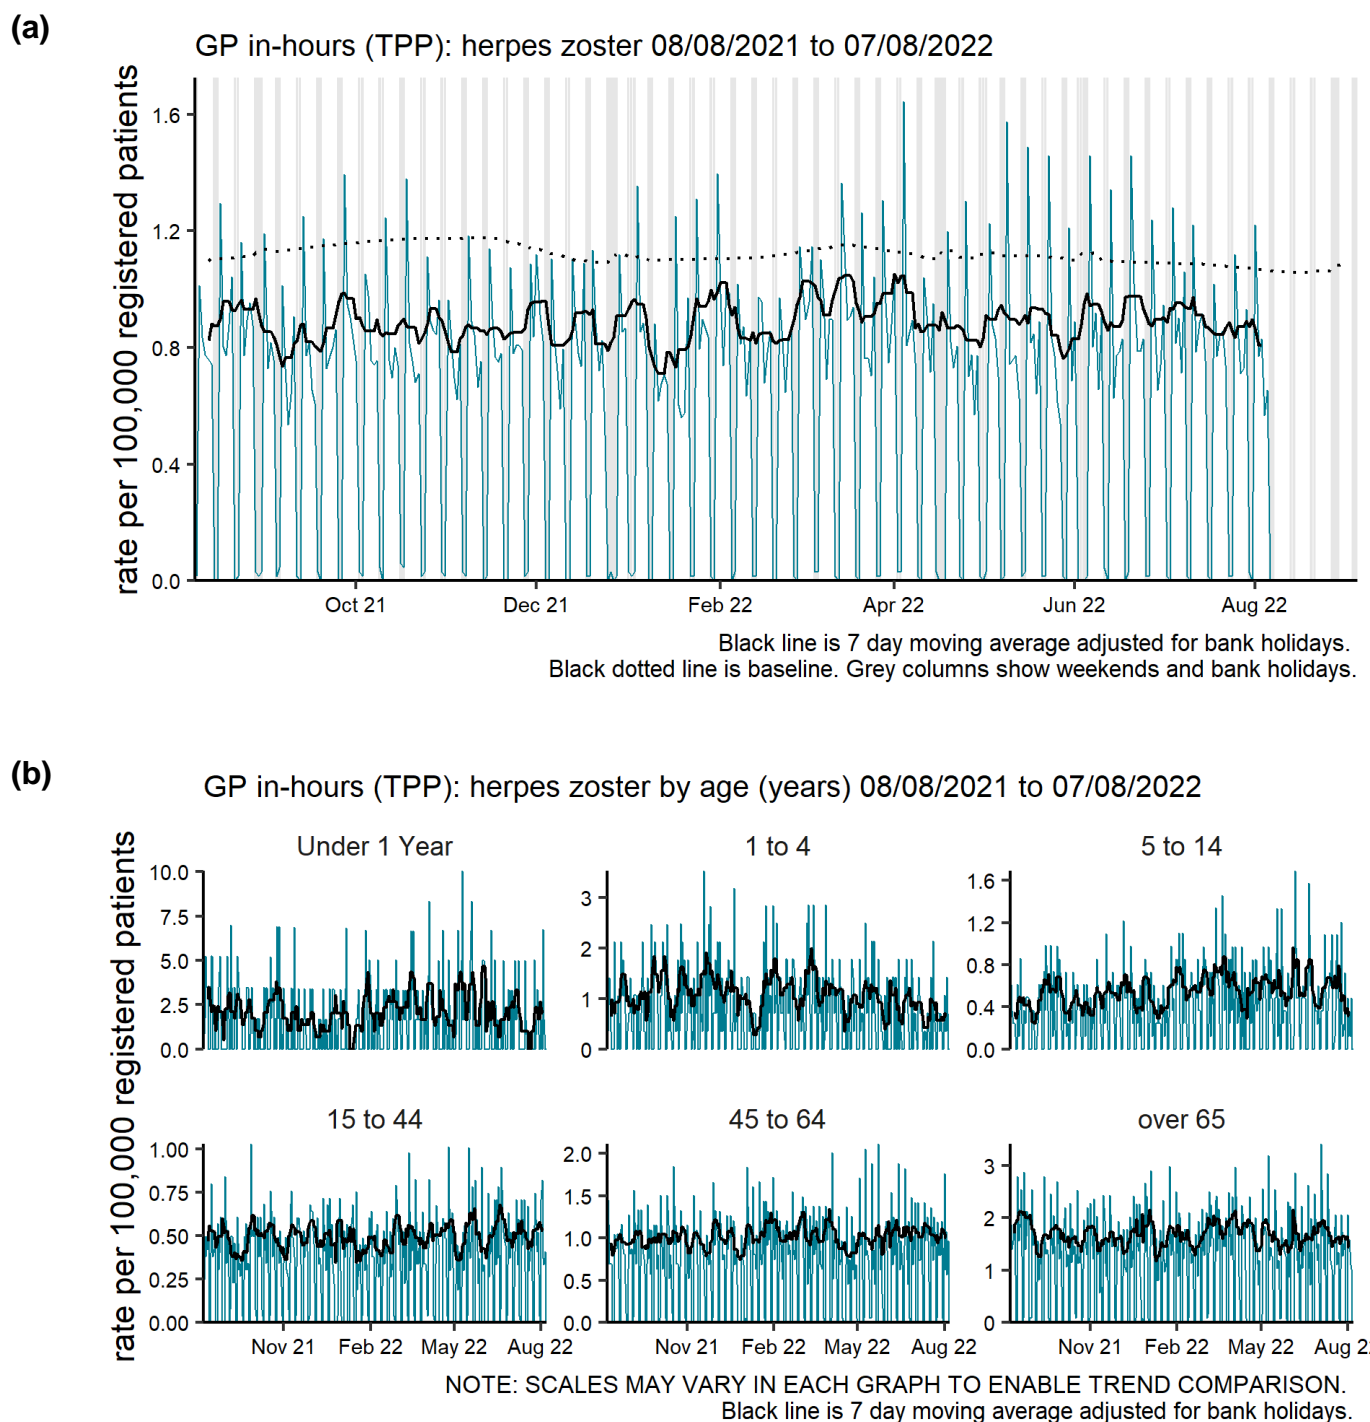 (a)
GP in-hours (TPP): herpes zoster 08/08/2021 to 07/08/2022
rate per 100,000 registered patients
1.6
1.2
0.8
0.4
0.0
Oct 21 Dec 21 Feb 22 Apr 22 Jun 22 Aug 22
Black line is 7 day moving average adjusted for bank holidays.
Black dotted line is baseline. Grey columns show weekends and bank holidays.
(b)
GP in-hours (TPP): herpes zoster by age (years) 08/08/2021 to 07/08/2022
rate per 100,000 registered patients
Under 1 Year
10.0
7.5
5.0
2.5
0.0
1 to 4
3
2
1
0
5 to 14
1.6
1.2
0.8
0.4
0.0
15 to 44
1.00
0.75
0.50
0.25
0.00
Nov 21 Feb 22 May 22 Aug 22
45 to 64
2.0
1.5
1.0
0.5
0.0
Nov 21 Feb 22 May 22 Aug 22
over 65
3
2
1
0
Nov 21 Feb 22 May 22 Aug 2
NOTE: SCALES MAY VARY IN EACH GRAPH TO ENABLE TREND COMPARISON.
Black line is 7 day moving average adjusted for bank holidays.